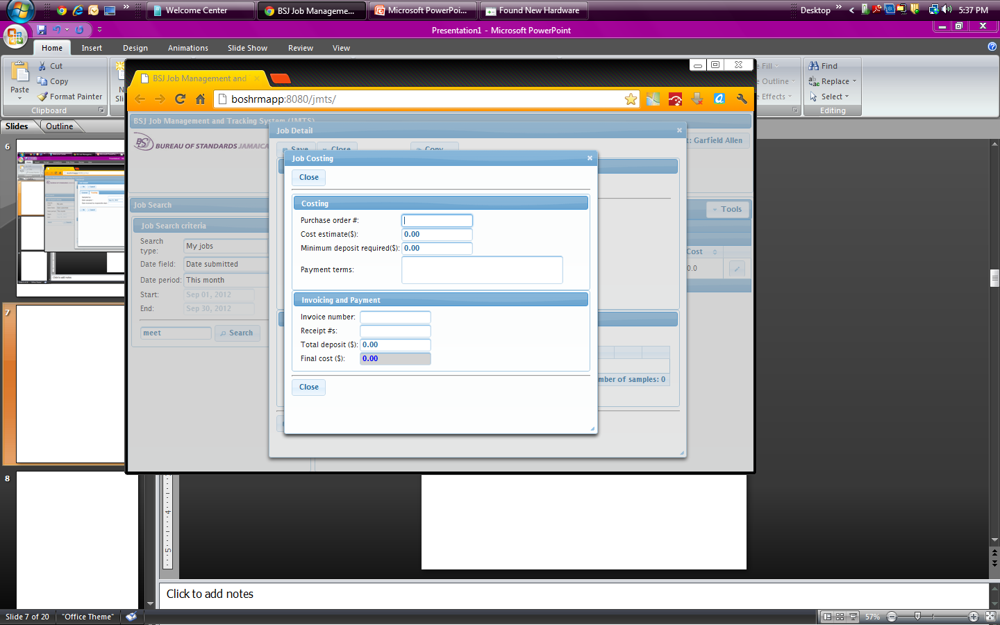 Welcome Center
BSJ Job Manageme...
Microsoft PowerPoi...
Found New Hardware
Desktop
5:37 PM
Presentation1 - Microsoft PowerPoint
Home Insert Design Animations Slide Show Review View
Cut
Copy
Format Painter
Paste
Clipboard
Fill
Outline
Effects
Find
Replace
Select
Editing
Slides Outline
6
7
8
BSJ Job Management and
boshrmapp:8080/jmts/
BSJ Job Management and Tracking System (JMTS)
BUREAU OF STANDARDS JAMAICA
: Garfield Allen
Job Detail
Save Close Copy
Job Search
Job Search criteria
Search type: My jobs
Date field: Date submitted
Date period: This month
Start: Sep 01, 2012
End: Sep 30, 2012
meet Search
Tools
Cost
0.0
mber of samples: 0
Job Costing
Close
Costing
Purchase order #:
Cost estimate($): 0.00
Minimum deposit required($): 0.00
Payment terms:
Invoicing and Payment
Invoice number:
Receipt #s:
Total deposit ($): 0.00
Final cost ($): 0.00
Close
4
5
Click to add notes
Slide 7 of 20 "Office Theme" 57%